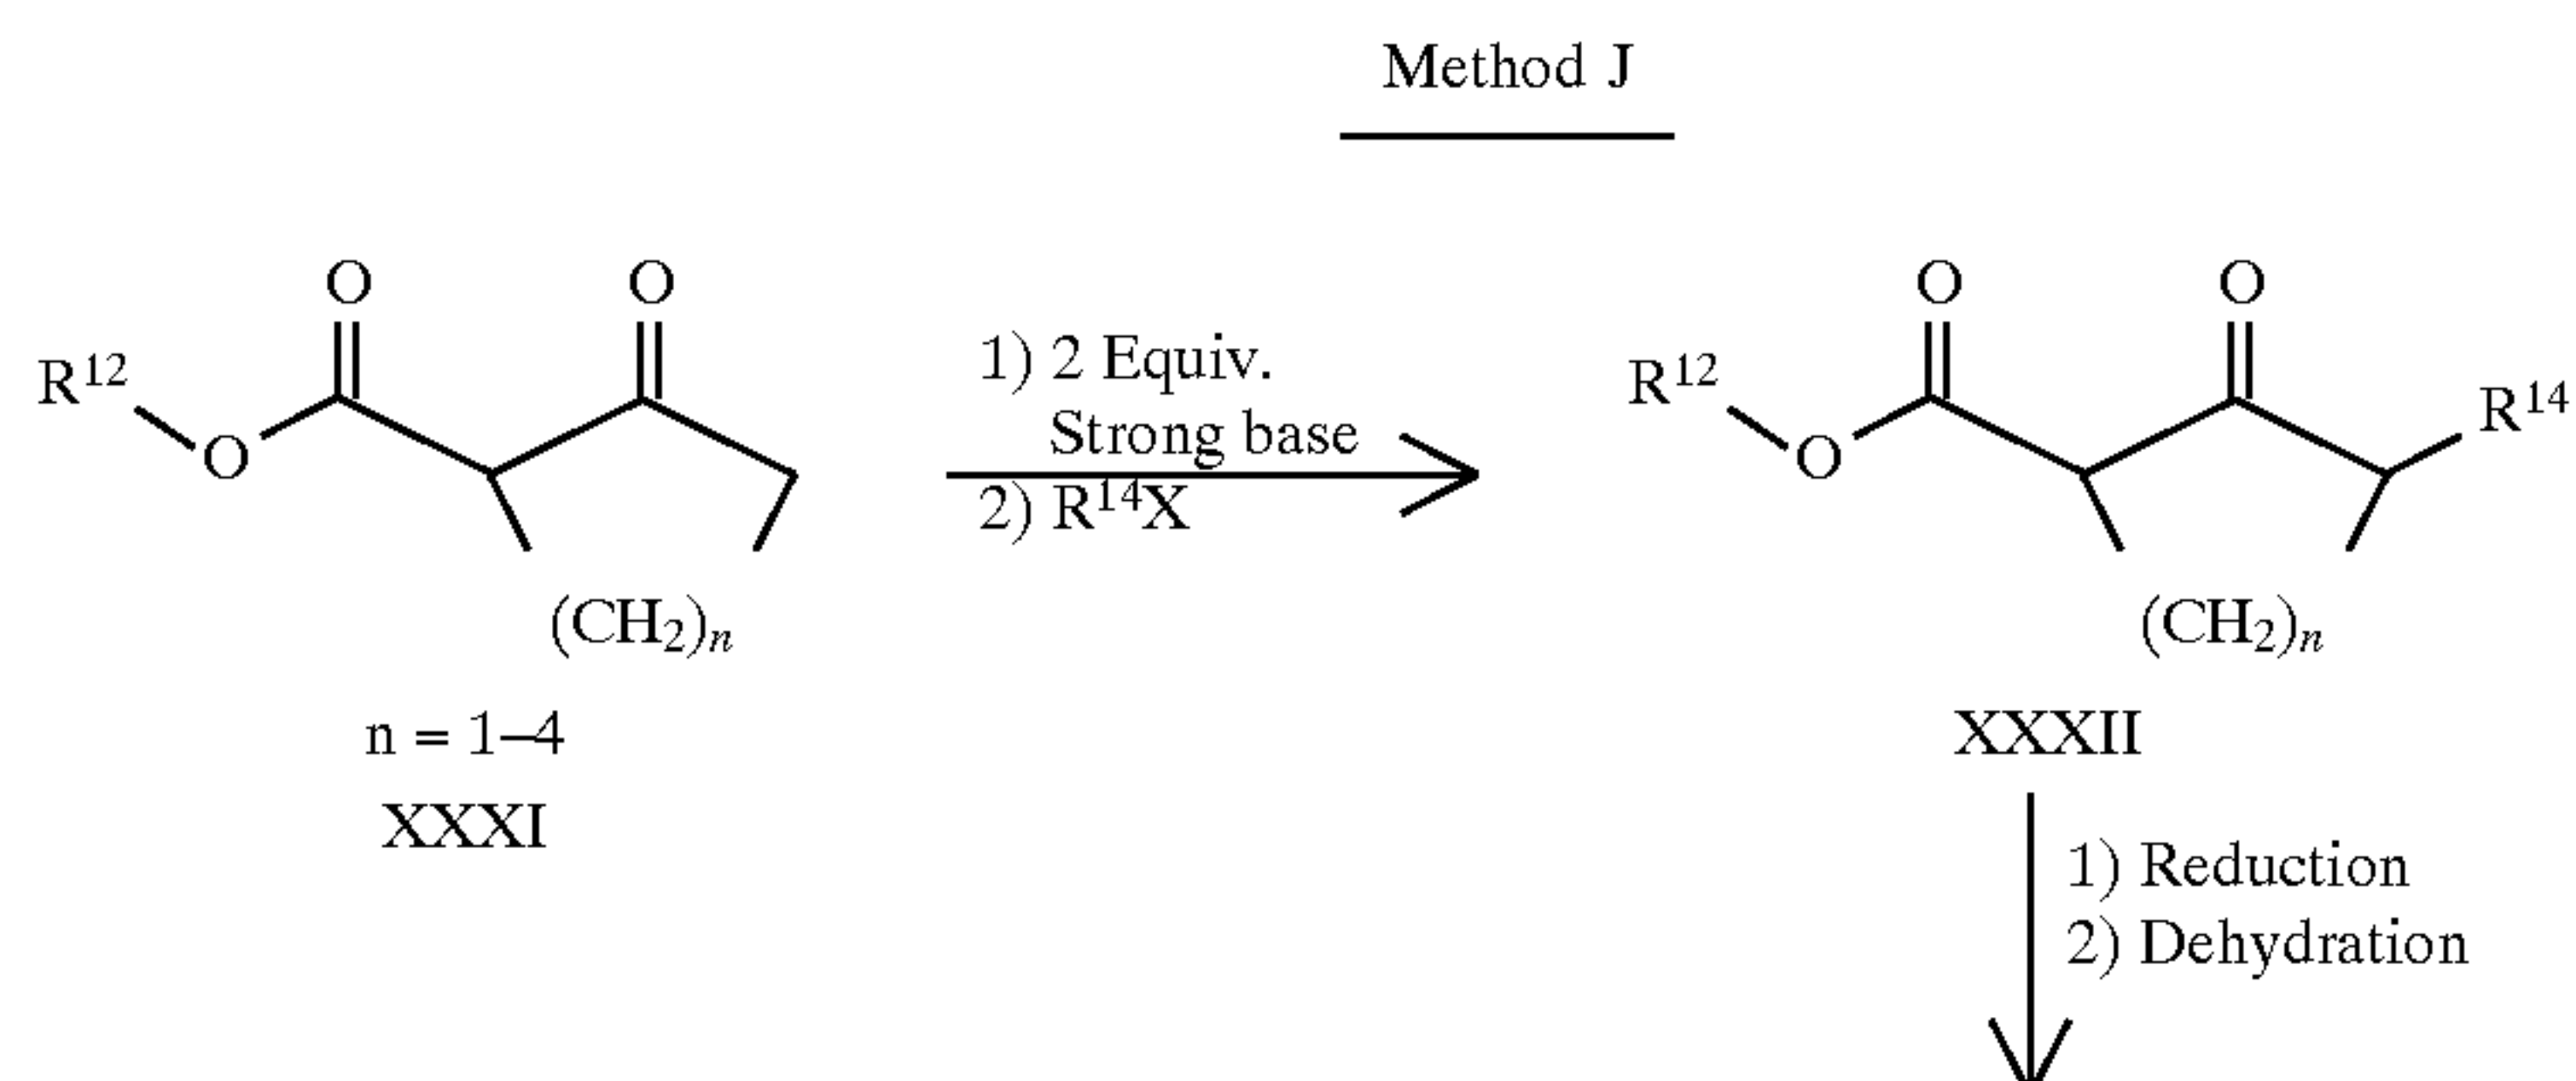 Method J
O O
R¹² O
1) 2 Equiv.
Strong base
2) R¹⁴X
(CH₂)ₙ
n = 1–4
XXXI
O O
R¹² O R¹⁴
(CH₂)ₙ
XXXII
1) Reduction
2) Dehydration